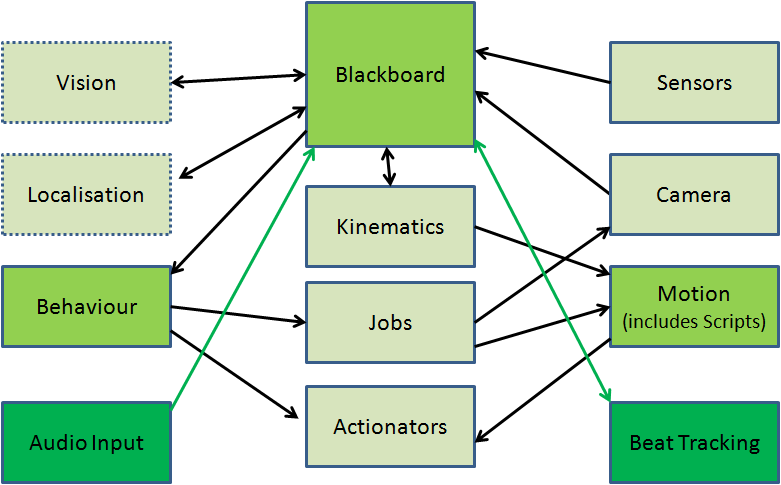 Blackboard
Vision
Sensors
Localisation
Kinematics
Camera
Behaviour
Jobs
Motion
(includes Scripts)
Audio Input
Actionators
Beat Tracking